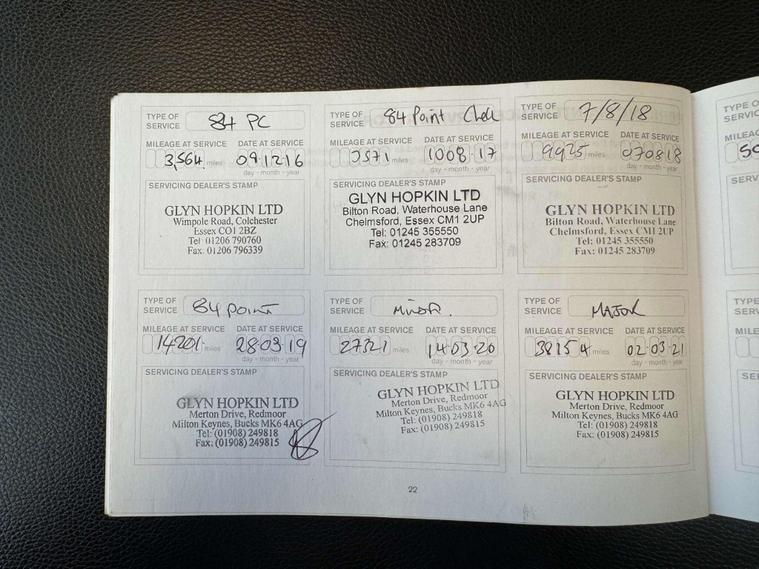 TYPE OF SERVICE 84 PC
MILEAGE AT SERVICE DATE AT SERVICE
3,564 miles 09 12 16
day - month - year
SERVICING DEALER'S STAMP
GLYN HOPKIN LTD
Wimpole Road, Colchester
Essex CO1 2BZ
Tel: 01206 790760
Fax: 01206 796339
TYPE OF SERVICE 84 Point Check
MILEAGE AT SERVICE DATE AT SERVICE
miles 10 08 17
day - month - year
SERVICING DEALER'S STAMP
GLYN HOPKIN LTD
Bilton Road, Waterhouse Lane
Chelmsford, Essex CM1 2UP
Tel: 01245 355550
Fax: 01245 283709
TYPE OF SERVICE 7/8/18
MILEAGE AT SERVICE DATE AT SERVICE
9925 miles 07 08 18
day - month - year
SERVICING DEALER'S STAMP
GLYN HOPKIN LTD
Bilton Road, Waterhouse Lane
Chelmsford, Essex CM1 2UP
Tel: 01245 355550
Fax: 01245 283709
TYPE OF SERVICE 84 POINT
MILEAGE AT SERVICE DATE AT SERVICE
14201 miles 28 03 19
day - month - year
SERVICING DEALER'S STAMP
GLYN HOPKIN LTD
Merton Drive, Redmoor
Milton Keynes, Bucks MK6 4AG
Tel: (01908) 249818
Fax: (01908) 249815
TYPE OF SERVICE MINOR.
MILEAGE AT SERVICE DATE AT SERVICE
27321 miles 14 03 20
day - month - year
SERVICING DEALER'S STAMP
GLYN HOPKIN LTD
Merton Drive, Redmoor
Milton Keynes, Bucks MK6 4AG
Tel: (01908) 249818
Fax: (01908) 249815
TYPE OF SERVICE MAJOR
MILEAGE AT SERVICE DATE AT SERVICE
38154 miles 02 03 21
day - month - year
SERVICING DEALER'S STAMP
GLYN HOPKIN LTD
Merton Drive, Redmoor
Milton Keynes, Bucks MK6 4AG
Tel: (01908) 249818
Fax: (01908) 249815
22